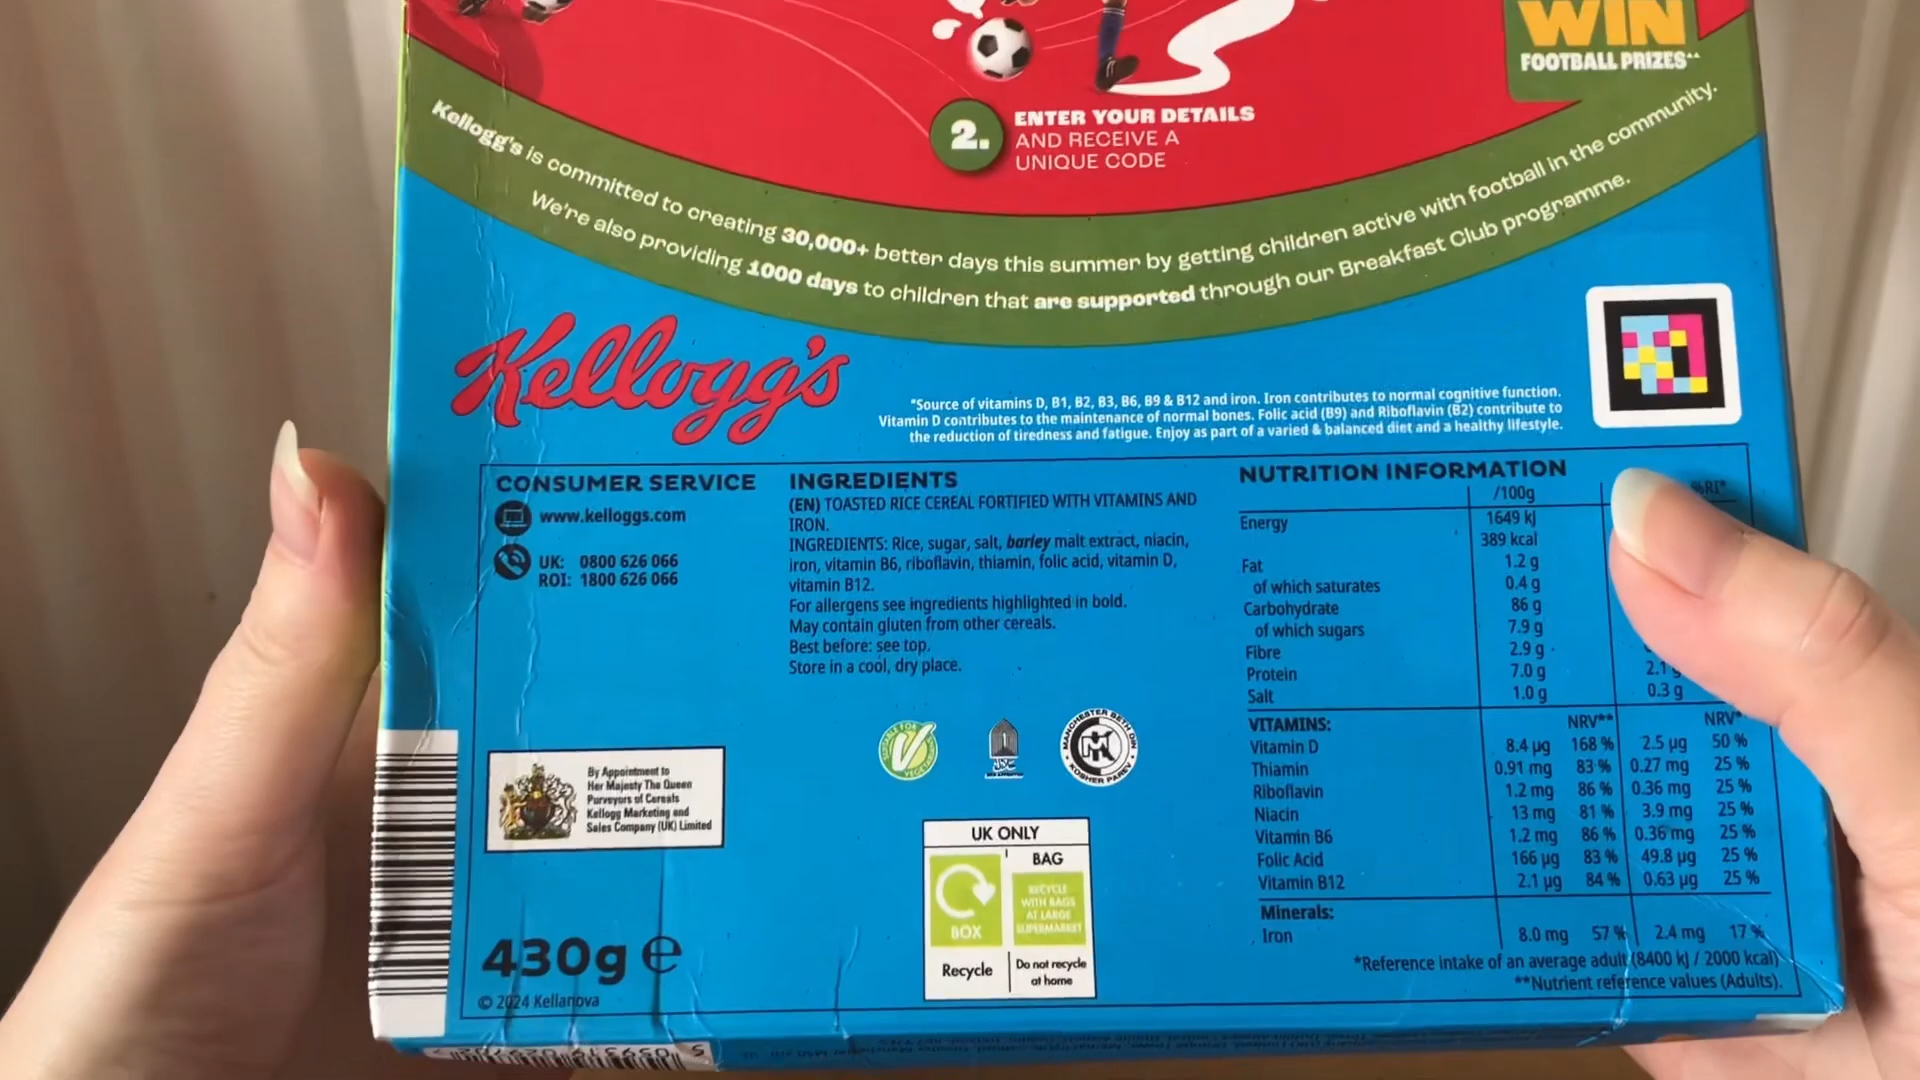 WIN
FOOTBALL PRIZES^^
2.
ENTER YOUR DETAILS
AND RECEIVE A
UNIQUE CODE
Kellogg's is committed to creating 30,000+ better days this summer by getting children active with football in the community.
We're also providing 1000 days to children that are supported through our Breakfast Club programme.
Kellogg's
*Source of vitamins D, B1, B2, B3, B6, B9 & B12 and iron. Iron contributes to normal cognitive function.
Vitamin D contributes to the maintenance of normal bones. Folic acid (B9) and Riboflavin (B2) contribute to
the reduction of tiredness and fatigue. Enjoy as part of a varied & balanced diet and a healthy lifestyle.
CONSUMER SERVICE
www.kelloggs.com
UK: 0800 626 066
ROI: 1800 626 066
INGREDIENTS
(EN) TOASTED RICE CEREAL FORTIFIED WITH VITAMINS AND
IRON.
INGREDIENTS: Rice, sugar, salt, barley malt extract, niacin,
iron, vitamin B6, riboflavin, thiamin, folic acid, vitamin D,
vitamin B12.
For allergens see ingredients highlighted in bold.
May contain gluten from other cereals.
Best before: see top.
Store in a cool, dry place.
NUTRITION INFORMATION
/100g %RI*
Energy 1649 kJ
389 kcal
Fat 1.2 g
of which saturates 0.4 g
Carbohydrate 86 g
of which sugars 7.9 g
Fibre 2.9 g
Protein 7.0 g 2.1 g
Salt 1.0 g 0.3 g
VITAMINS: NRV** NRV*
Vitamin D 8.4 µg 168 % 2.5 µg 50 %
Thiamin 0.91 mg 83 % 0.27 mg 25 %
Riboflavin 1.2 mg 86 % 0.36 mg 25 %
Niacin 13 mg 81 % 3.9 mg 25 %
Vitamin B6 1.2 mg 86 % 0.36 mg 25 %
Folic Acid 166 µg 83 % 49.8 µg 25 %
Vitamin B12 2.1 µg 84 % 0.63 µg 25 %
Minerals:
Iron 8.0 mg 57 % 2.4 mg 17 %
*Reference intake of an average adult (8400 kJ / 2000 kcal)
**Nutrient reference values (Adults).
By Appointment to
Her Majesty The Queen
Purveyors of Cereals
Kellogg Marketing and
Sales Company (UK) Limited
VEGETARIANS
MANCHESTER BETH DIN
KOSHER PAREV
UK ONLY
BOX
Recycle
BAG
RECYCLE
WITH BAGS
AT LARGE
SUPERMARKET
Do not recycle
at home
430g e
© 2024 Kellanova